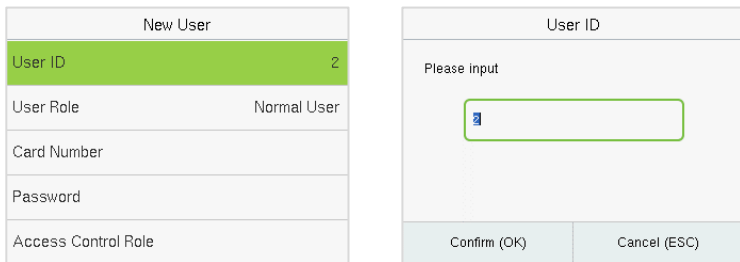 New User
User ID 2
User Role Normal User
Card Number
Password
Access Control Role
User ID
Please input
2
Confirm (OK) Cancel (ESC)